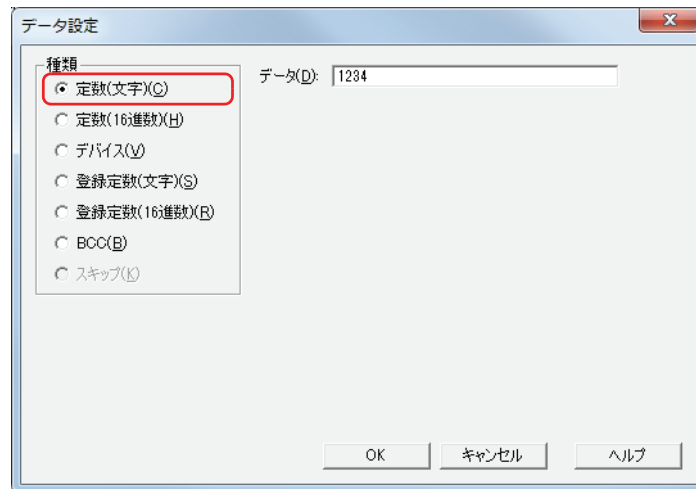 データ設定
種類
定数(文字)(C)
データ(D): 1234
定数(16進数)(H)
デバイス(V)
登録定数(文字)(S)
登録定数(16進数)(R)
BCC(B)
スキップ(K)
OK キャンセル ヘルプ